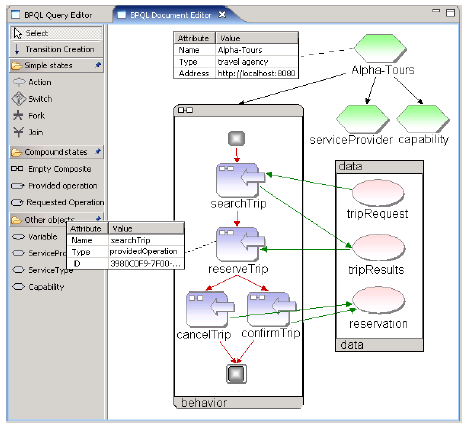 BPQL Query Editor
BPQL Document Editor
Select
Transition Creation
Simple states
Action
Switch
Fork
Join
Compound states
Empty Composite
Provided operation
Requested Operation
Other objects
Variable
ServicePro
ServiceType
Capability
Attribute Value
Name Alpha-Tours
Type travel agency
Address http://localhost:8080
Alpha-Tours
serviceProvider
capability
data
tripRequest
tripResults
reservation
data
searchTrip
reserveTrip
cancelTrip
confirmTrip
behavior
Attribute Value
Name searchTrip
Type providedOperation
ID